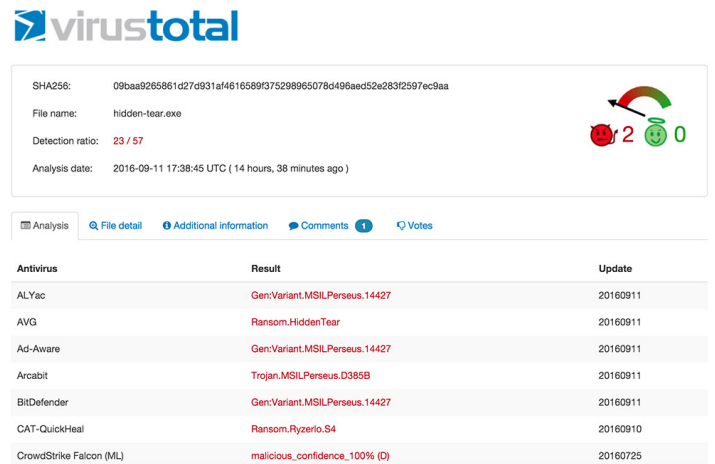 virustotal
SHA256: 09baa9265861d27d931af4616589f375298965078d496aed52e283f2597ec9aa
File name: hidden-tear.exe
Detection ratio: 23 / 57
2 0
Analysis date: 2016-09-11 17:38:45 UTC ( 14 hours, 38 minutes ago )
Analysis File detail Additional information Comments 1 Votes
Antivirus Result Update
ALYac Gen:Variant.MSILPerseus.14427 20160911
AVG Ransom.HiddenTear 20160911
Ad-Aware Gen:Variant.MSILPerseus.14427 20160911
Arcabit Trojan.MSILPerseus.D385B 20160911
BitDefender Gen:Variant.MSILPerseus.14427 20160911
CAT-QuickHeal Ransom.Ryzerlo.S4 20160910
CrowdStrike Falcon (ML) malicious_confidence_100% (D) 20160725